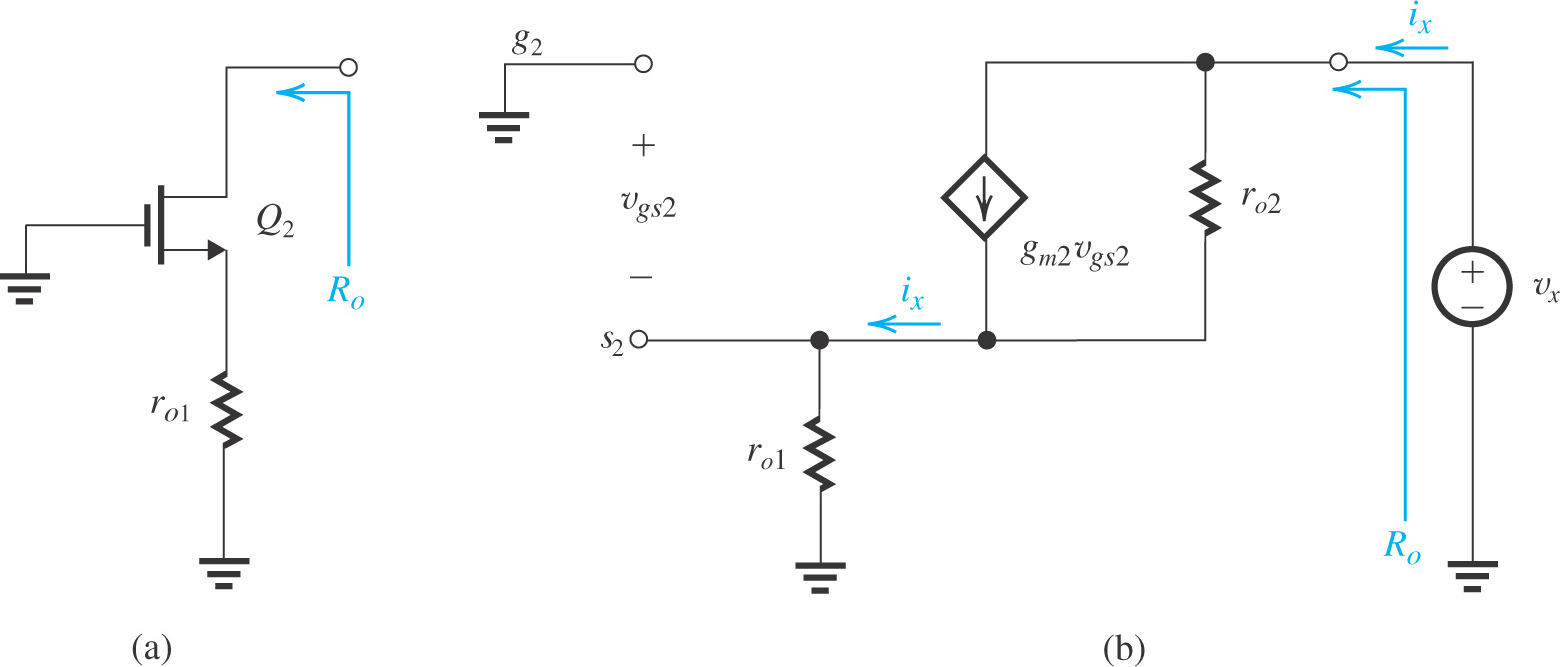 g2
ix
+
vgs2
−
Q2
ro2
gm2vgs2
Ro
ix
+
−
vx
s2
ro1
ro1
Ro
(a)
(b)